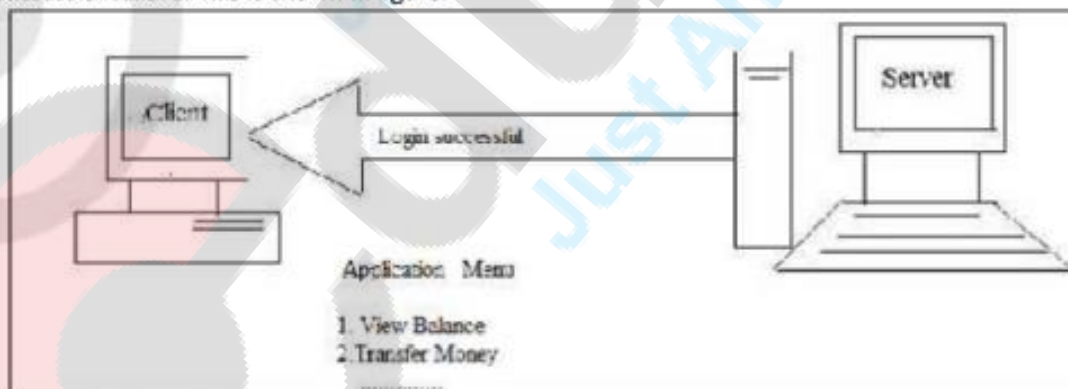 Client
Server
Login successful
Application Menu
1. View Balance
2. Transfer Money